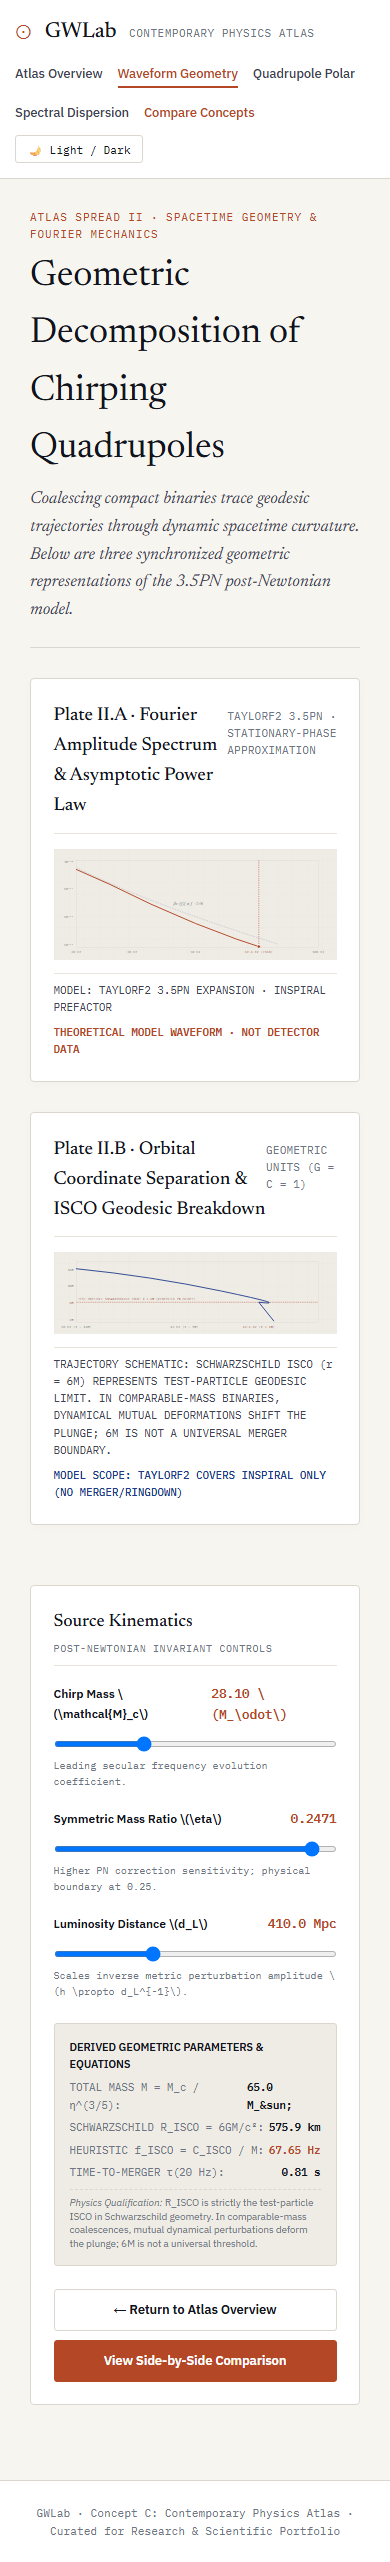 GWLab CONTEMPORARY PHYSICS ATLAS
Atlas Overview Waveform Geometry Quadrupole Polar
Spectral Dispersion Compare Concepts
🌙 Light / Dark
ATLAS SPREAD II · SPACETIME GEOMETRY &
FOURIER MECHANICS
Geometric
Decomposition of
Chirping
Quadrupoles
Coalescing compact binaries trace geodesic
trajectories through dynamic spacetime curvature.
Below are three synchronized geometric
representations of the 3.5PN post-Newtonian
model.
Plate II.A · Fourier
Amplitude Spectrum
& Asymptotic Power
Law
TAYLORF2 3.5PN ·
STATIONARY-PHASE
APPROXIMATION
MODEL: TAYLORF2 3.5PN EXPANSION · INSPIRAL
PREFACTOR
THEORETICAL MODEL WAVEFORM · NOT DETECTOR
DATA
Plate II.B · Orbital
Coordinate Separation &
ISCO Geodesic Breakdown
GEOMETRIC
UNITS (G =
C = 1)
TRAJECTORY SCHEMATIC: SCHWARZSCHILD ISCO (r
= 6M) REPRESENTS TEST-PARTICLE GEODESIC
LIMIT. IN COMPARABLE-MASS BINARIES,
DYNAMICAL MUTUAL DEFORMATIONS SHIFT THE
PLUNGE; 6M IS NOT A UNIVERSAL MERGER
BOUNDARY.
MODEL SCOPE: TAYLORF2 COVERS INSPIRAL ONLY
(NO MERGER/RINGDOWN)
Source Kinematics
POST-NEWTONIAN INVARIANT CONTROLS
Chirp Mass \
(\mathcal{M}_c\)
28.10 \
(M_\odot\)
Leading secular frequency evolution
coefficient.
Symmetric Mass Ratio \(\eta\) 0.2471
Higher PN correction sensitivity; physical
boundary at 0.25.
Luminosity Distance \(d_L\) 410.0 Mpc
Scales inverse metric perturbation amplitude \
(h \propto d_L^{-1}\).
DERIVED GEOMETRIC PARAMETERS &
EQUATIONS
TOTAL MASS M = M_c /
η^(3/5):
65.0
M_&sun;
SCHWARZSCHILD R_ISCO = 6GM/c²: 575.9 km
HEURISTIC f_ISCO = C_ISCO / M: 67.65 Hz
TIME-TO-MERGER τ(20 Hz): 0.81 s
Physics Qualification: R_ISCO is strictly the test-particle
ISCO in Schwarzschild geometry. In comparable-mass
coalescences, mutual dynamical perturbations deform
the plunge; 6M is not a universal threshold.
← Return to Atlas Overview
View Side-by-Side Comparison
GWLab · Concept C: Contemporary Physics Atlas ·
Curated for Research & Scientific Portfolio